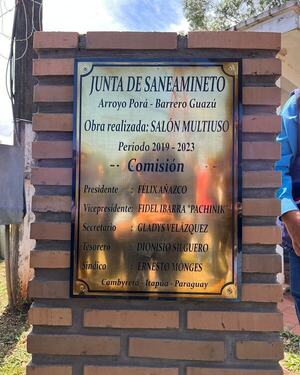 JUNTA DE SANEAMINETO
Arroyo Porá - Barrero Guazú
Obra realizada: SALÓN MULTIUSO
Periodo 2019 - 2023
-- Comisión --
Presidente : FELIX AÑAZCO
Vicepresidente: FIDEL IBARRA "PACHINIK"
Secretario : GLADYS VELÁZQUEZ
Tesorero : DIONISIO SILGUERO
Síndico : ERNESTO MONGES
Cambyretá - Itapúa - Paraguay